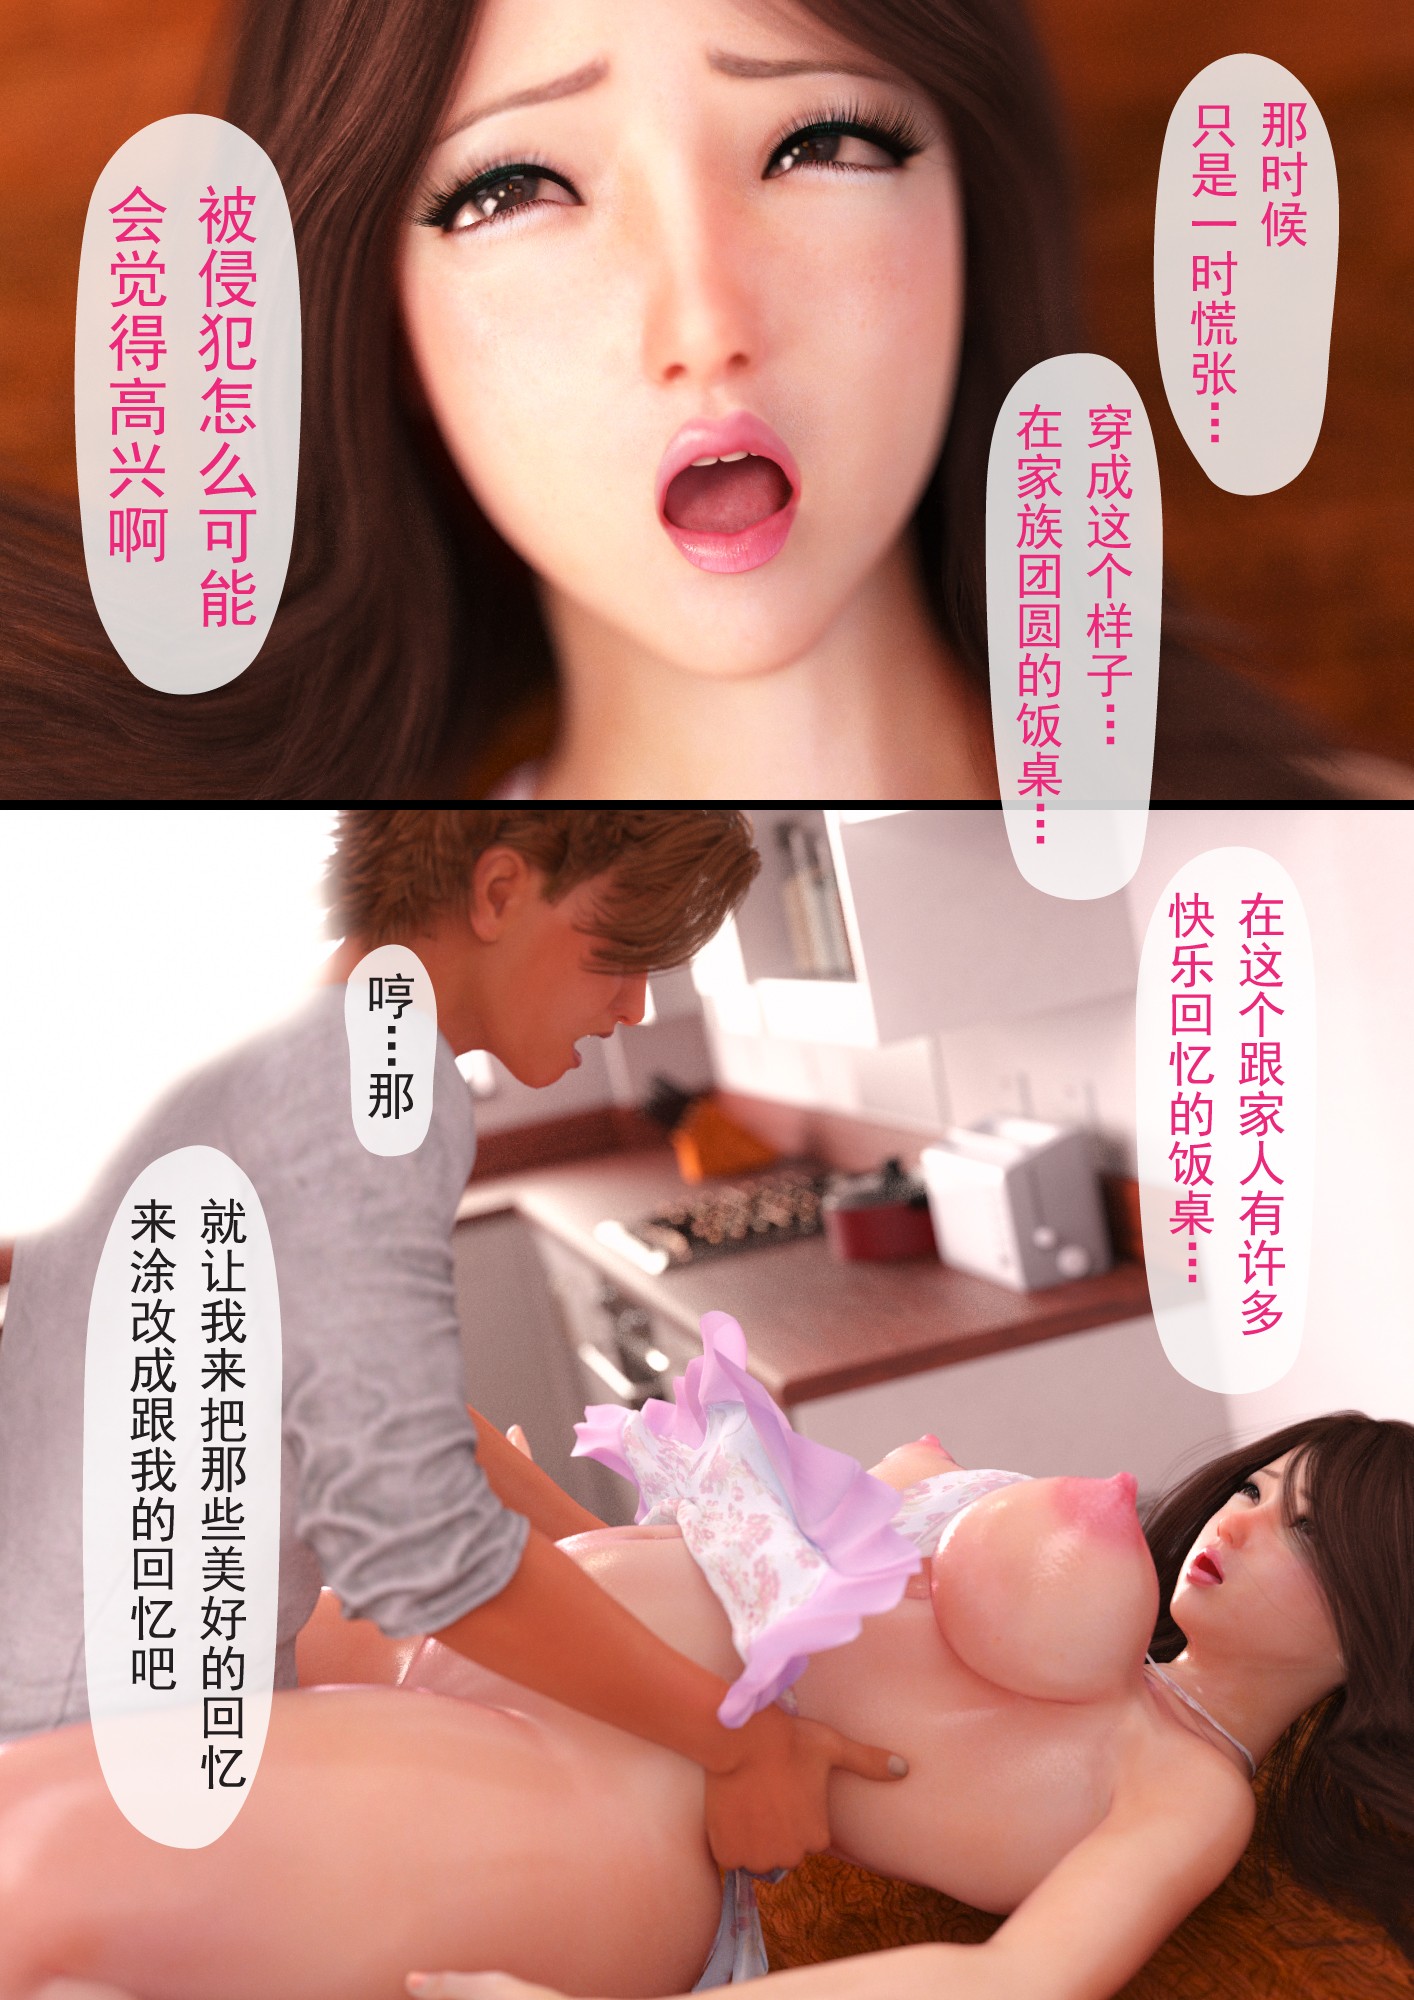 那时候
只是一时慌张…
穿成这个样子…
在家族团圆的饭桌…
被侵犯怎么可能
会觉得高兴啊
在这个跟家人有许多
快乐回忆的饭桌…
哼…那
就让我来把那些美好的回忆
来涂改成跟我的回忆吧